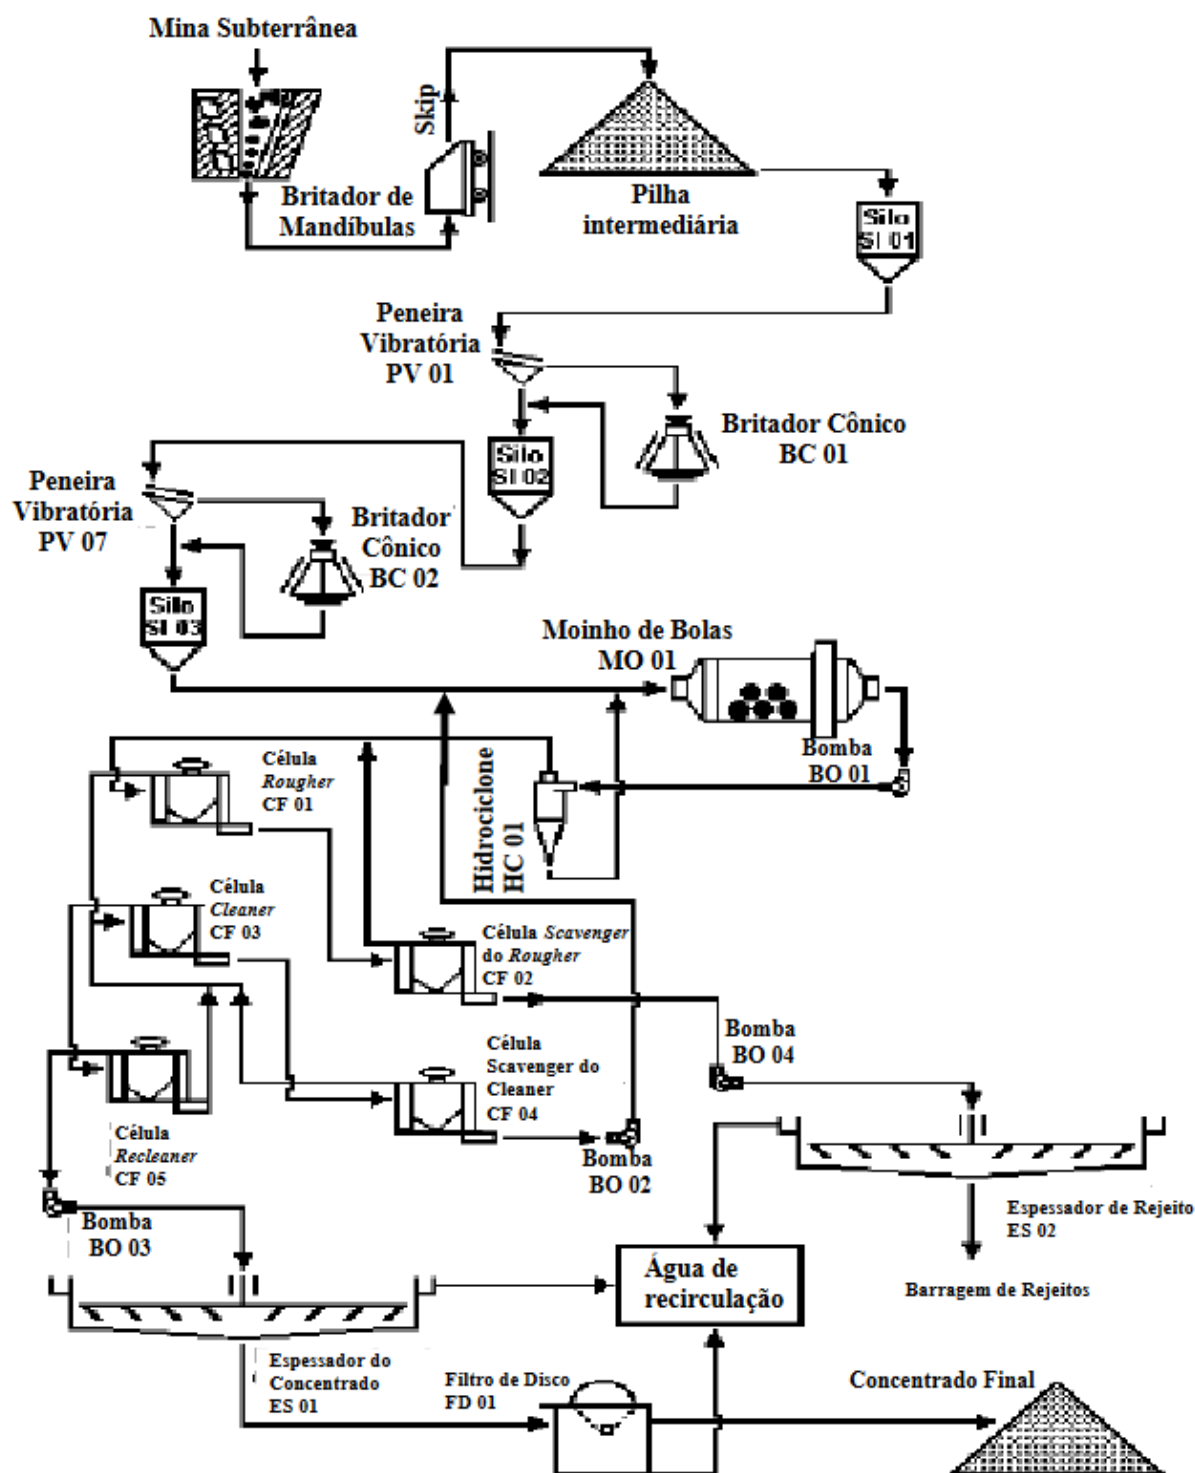 Mina Subterrânea
Skip
Britador de
Mandíbulas
Pilha
intermediária
Silo
SI 01
Peneira
Vibratória
PV 01
Britador Cônico
BC 01
Silo
SI 02
Peneira
Vibratória
PV 07
Britador
Cônico
BC 02
Silo
SI 03
Moinho de Bolas
MO 01
Bomba
BO 01
Hidrociclone
HC 01
Célula
Rougher
CF 01
Célula
Cleaner
CF 03
Célula Scavenger
do Rougher
CF 02
Célula
Scavenger do
Cleaner
CF 04
Bomba
BO 04
Célula
Recleaner
CF 05
Bomba
BO 02
Bomba
BO 03
Espessador de Rejeito
ES 02
Água de
recirculação
Barragem de Rejeitos
Espessador do
Concentrado
ES 01
Filtro de Disco
FD 01
Concentrado Final